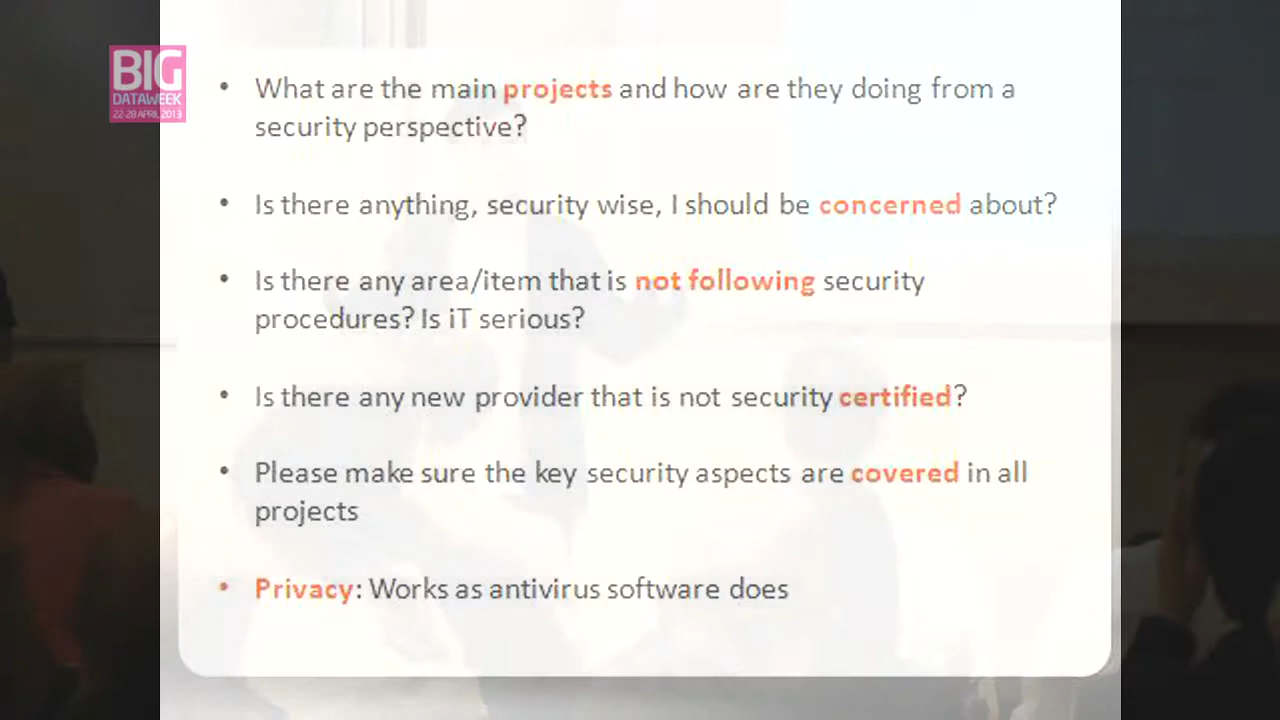 BIG
DATAWEEK
22-28 APRIL 2013
• What are the main projects and how are they doing from a
security perspective?
• Is there anything, security wise, I should be concerned about?
• Is there any area/item that is not following security
procedures? Is iT serious?
• Is there any new provider that is not security certified?
• Please make sure the key security aspects are covered in all
projects
• Privacy: Works as antivirus software does